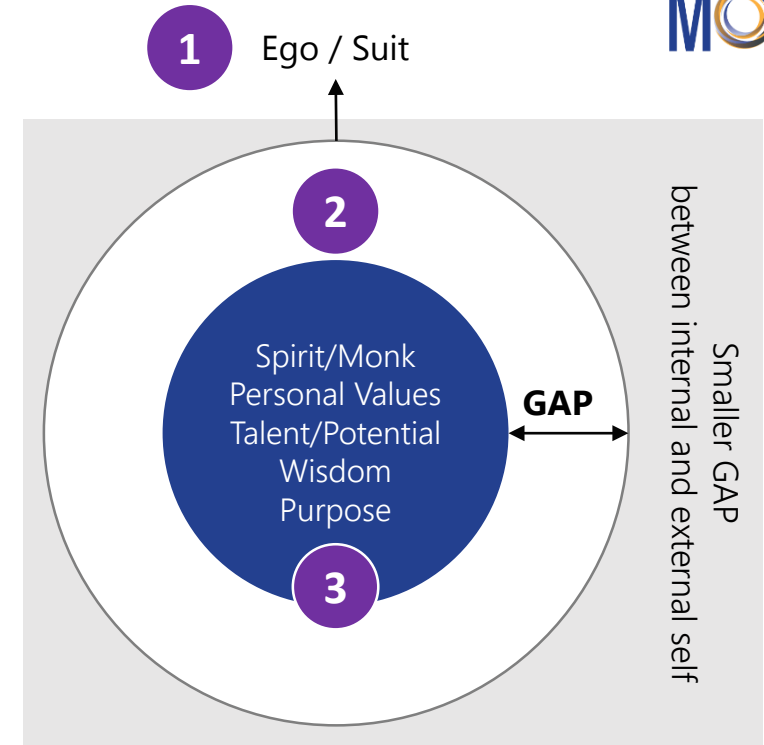 1
Ego / Suit
2
Spirit/Monk
Personal Values
Talent/Potential
Wisdom
Purpose
GAP
3
Smaller GAP
between internal and external self